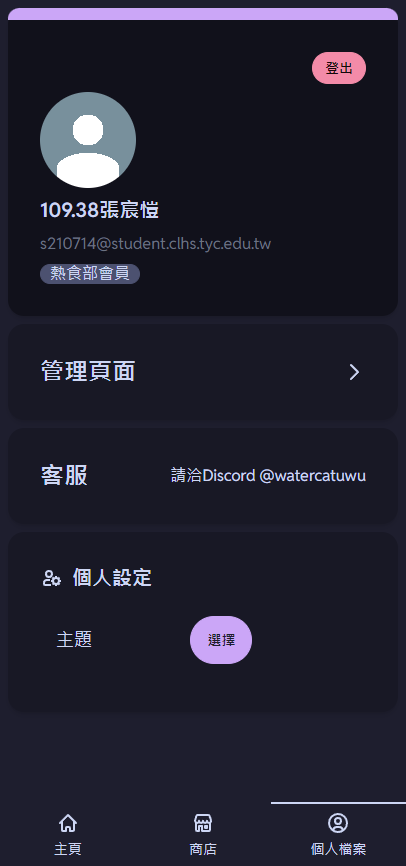 登出
109.38張宸愷
s210714@student.clhs.tyc.edu.tw
熱食部會員
管理頁面
客服 請洽Discord @watercatuwu
個人設定
主題 選擇
主頁 商店 個人檔案